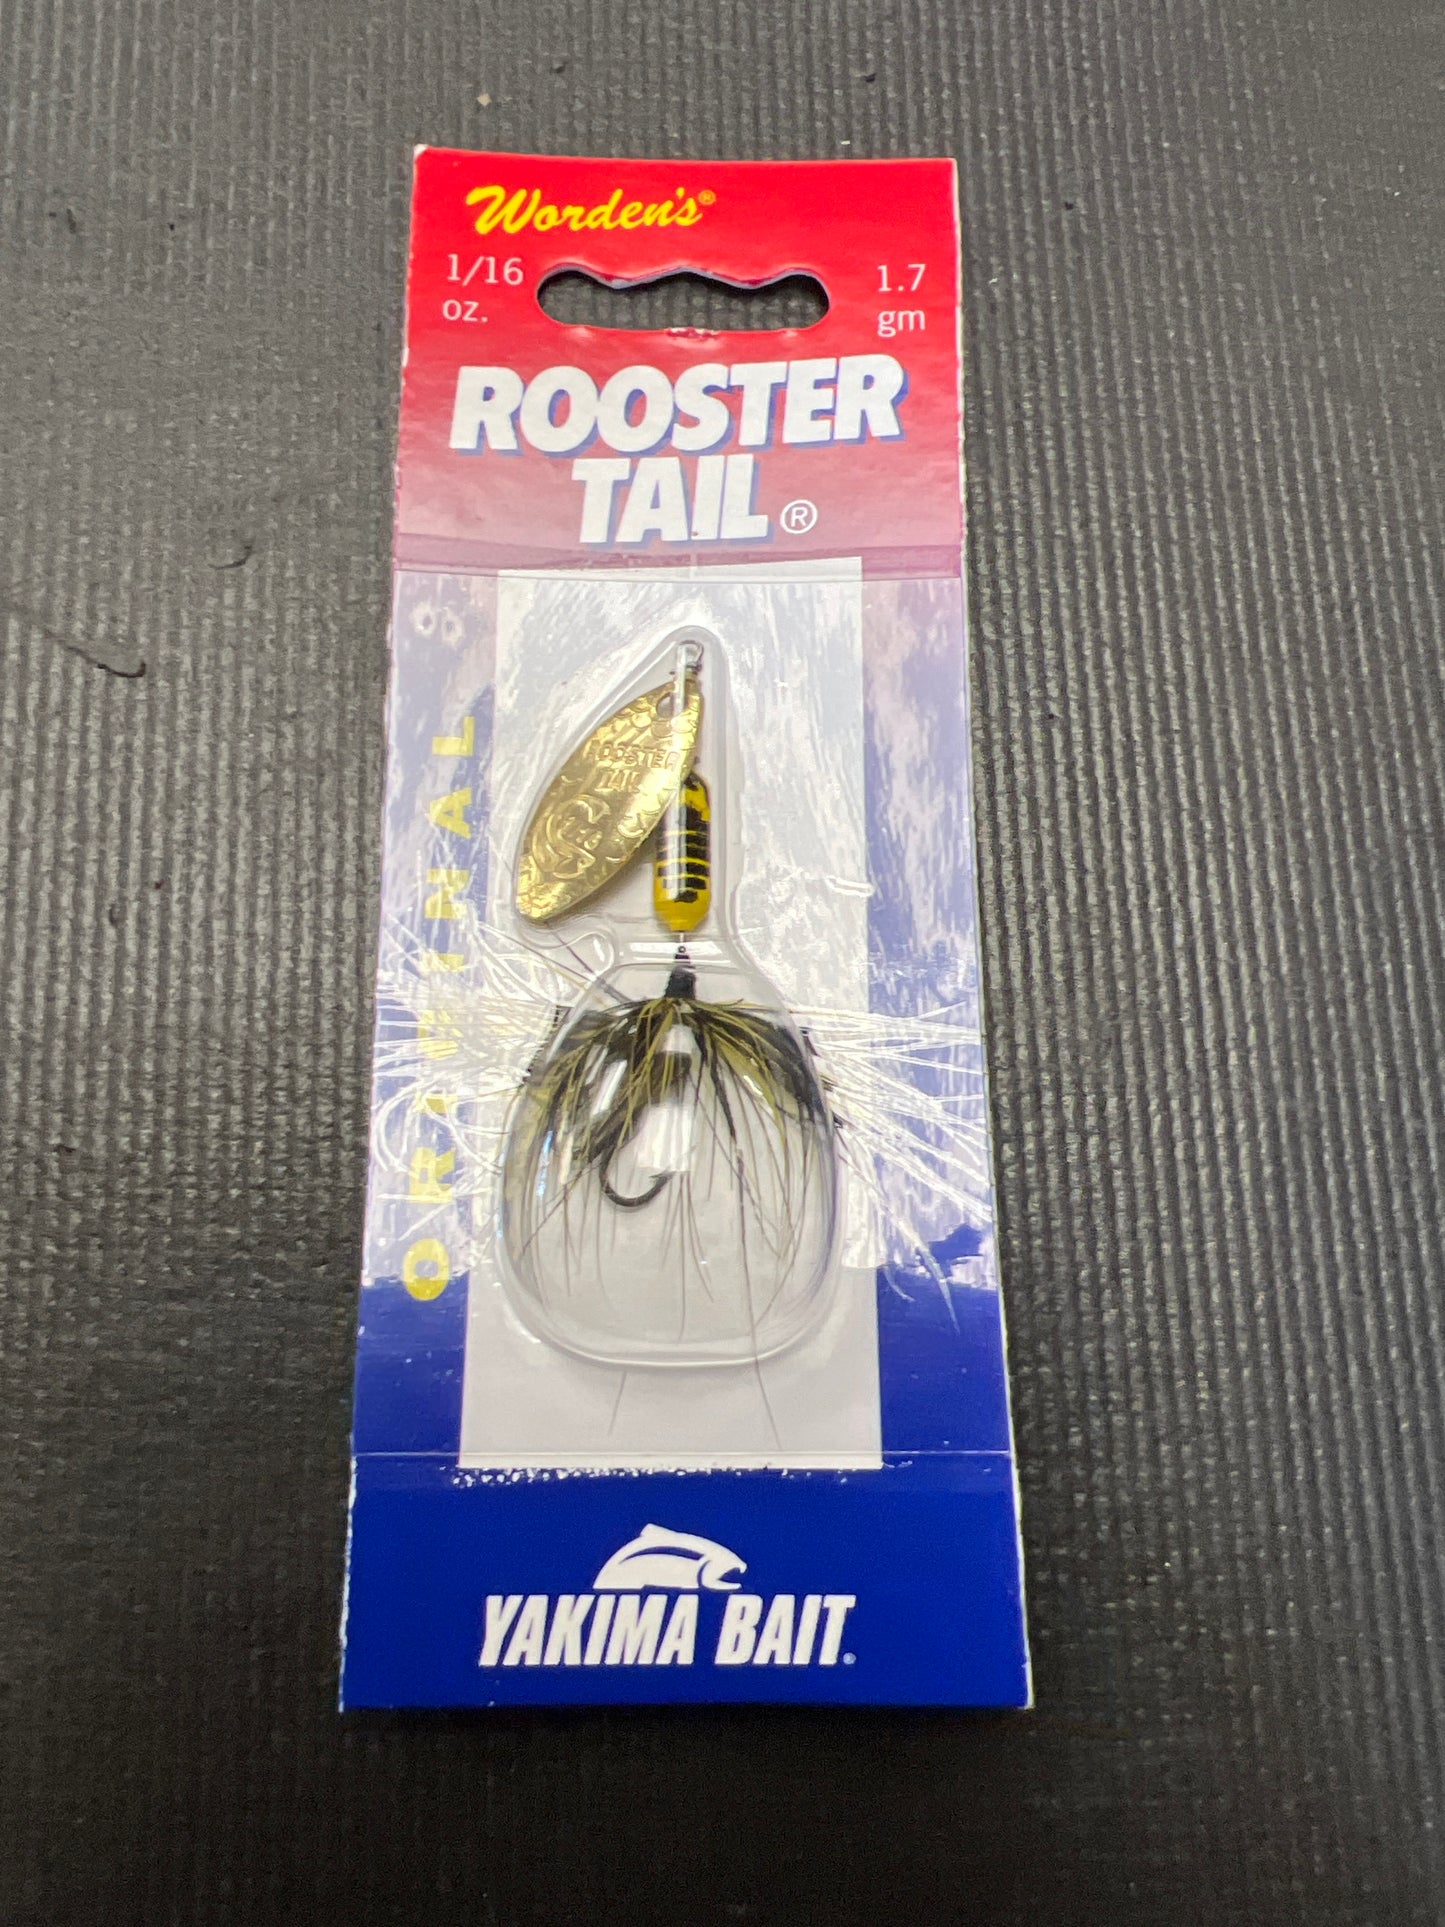 Worden's®
1/16
oz.
1.7
gm
ROOSTER
TAIL®
ORIGINAL
ROOSTER
TAIL
YAKIMA BAIT®